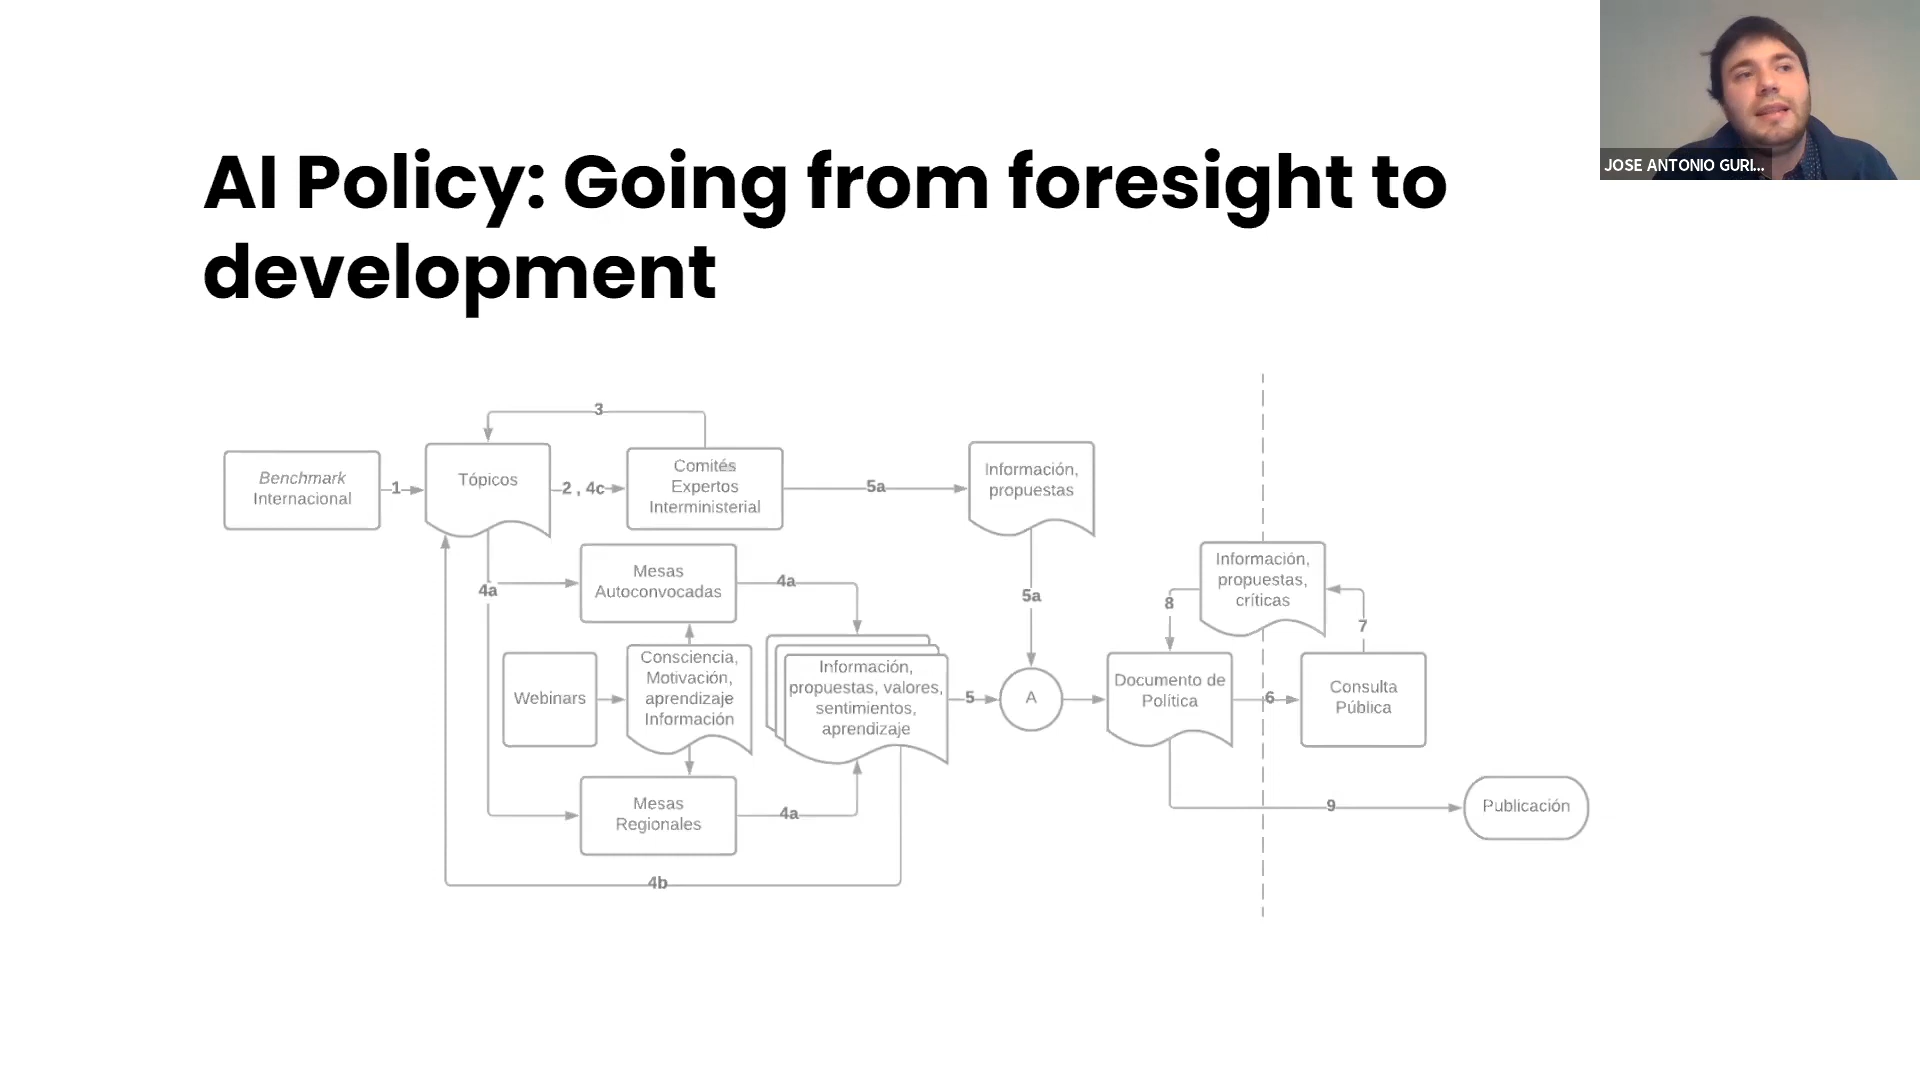 JOSE ANTONIO GURI...
AI Policy: Going from foresight to
development
3
Benchmark
Internacional
1
Tópicos
2 , 4c
Comités
Expertos
Interministerial
5a
Información,
propuestas
4a
Mesas
Autoconvocadas
4a
5a
Información,
propuestas,
críticas
8
7
Webinars
Consciencia,
Motivación,
aprendizaje
Información
Información,
propuestas, valores,
sentimientos,
aprendizaje
5
A
Documento de
Política
6
Consulta
Pública
Mesas
Regionales
4a
9
Publicación
4b